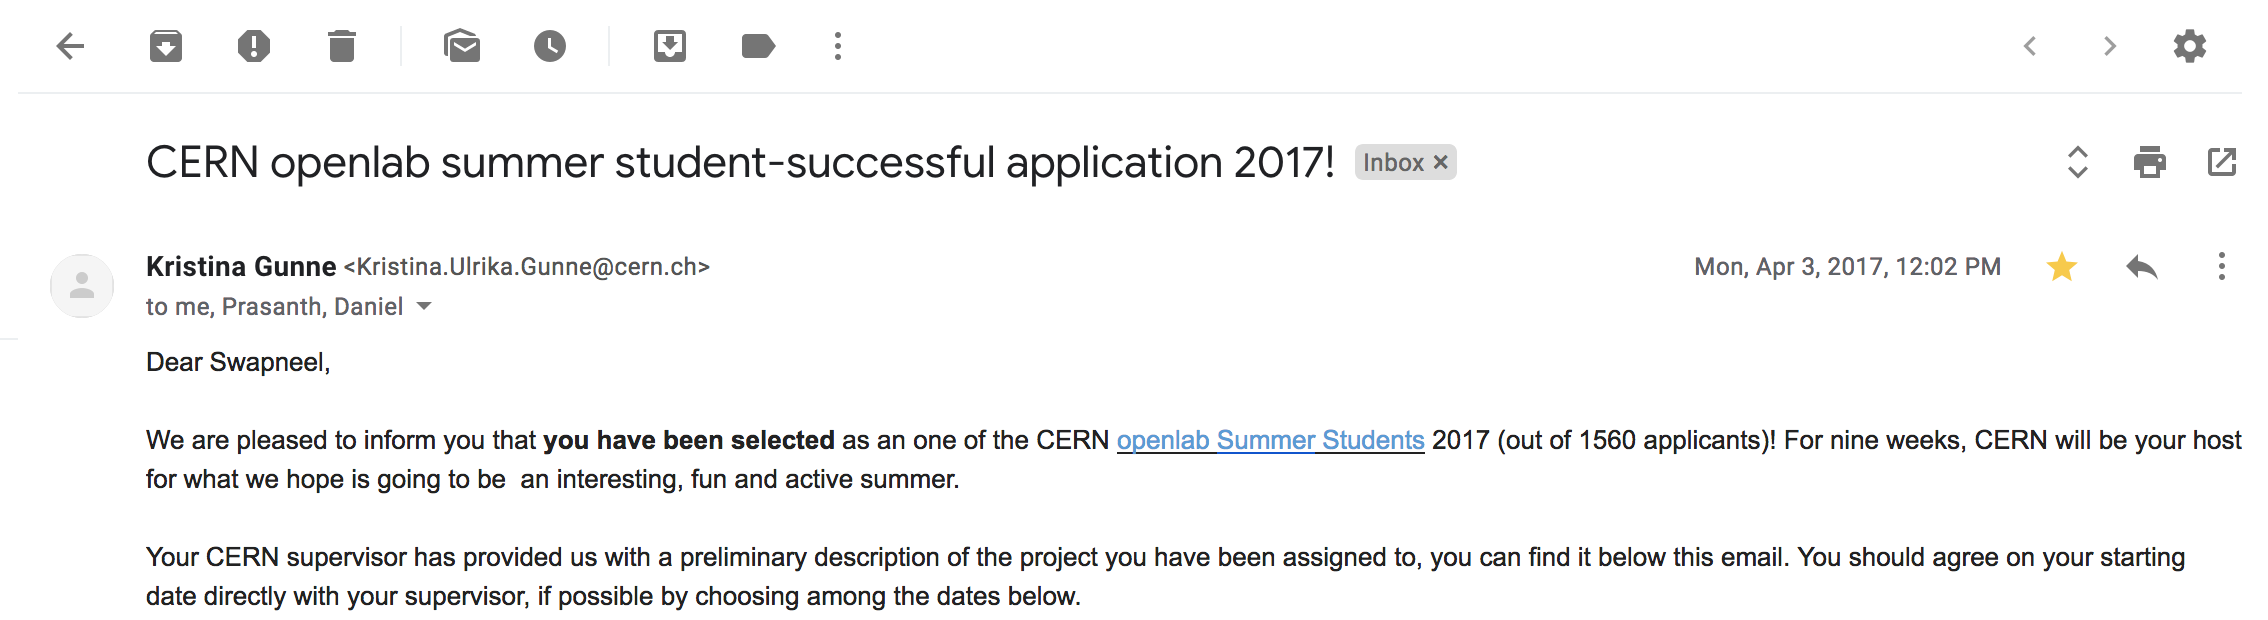 CERN openlab summer student-successful application 2017! Inbox ×
Kristina Gunne <Kristina.Ulrika.Gunne@cern.ch> Mon, Apr 3, 2017, 12:02 PM
to me, Prasanth, Daniel
Dear Swapneel,
We are pleased to inform you that you have been selected as an one of the CERN openlab Summer Students 2017 (out of 1560 applicants)! For nine weeks, CERN will be your host
for what we hope is going to be  an interesting, fun and active summer.
Your CERN supervisor has provided us with a preliminary description of the project you have been assigned to, you can find it below this email. You should agree on your starting
date directly with your supervisor, if possible by choosing among the dates below.